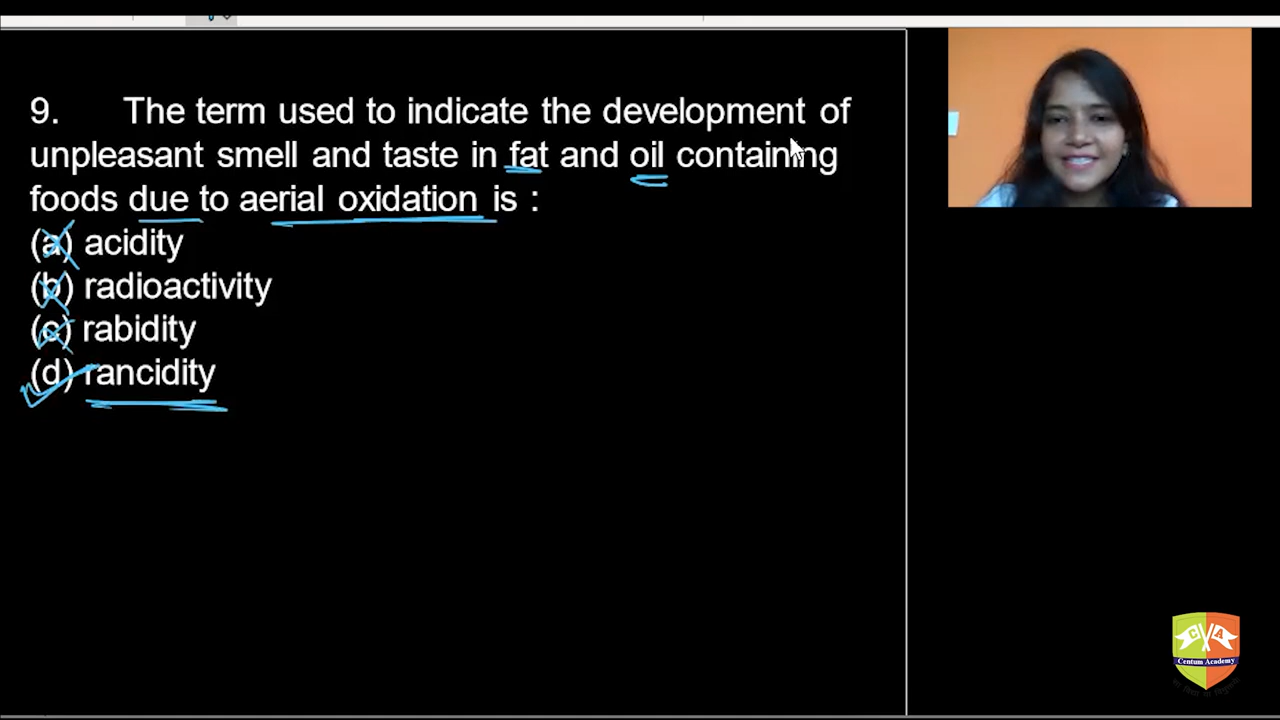 9. The term used to indicate the development of
unpleasant smell and taste in fat and oil containing
foods due to aerial oxidation is :
(a) acidity
(b) radioactivity
(c) rabidity
(d) rancidity
C A
Centum Academy